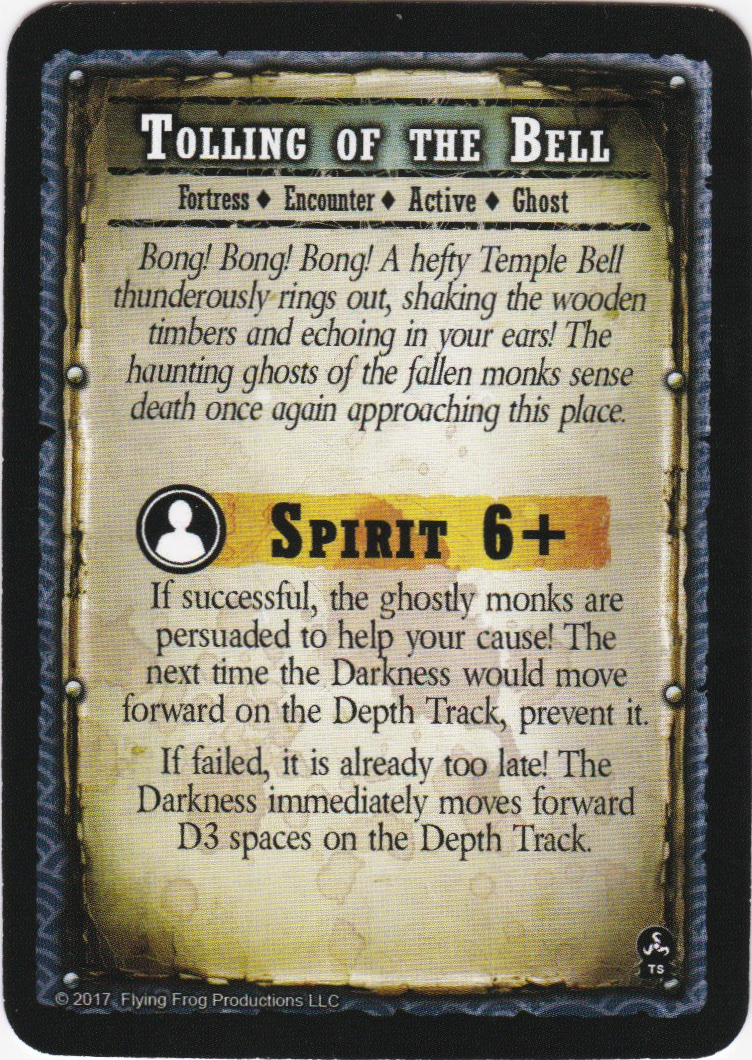 Tolling of the Bell
Fortress ♦ Encounter ♦ Active ♦ Ghost
Bong! Bong! Bong! A hefty Temple Bell
thunderously rings out, shaking the wooden
timbers and echoing in your ears! The
haunting ghosts of the fallen monks sense
death once again approaching this place.
Spirit 6+
If successful, the ghostly monks are
persuaded to help your cause! The
next time the Darkness would move
forward on the Depth Track, prevent it.
If failed, it is already too late! The
Darkness immediately moves forward
D3 spaces on the Depth Track.
TS
© 2017 Flying Frog Productions LLC